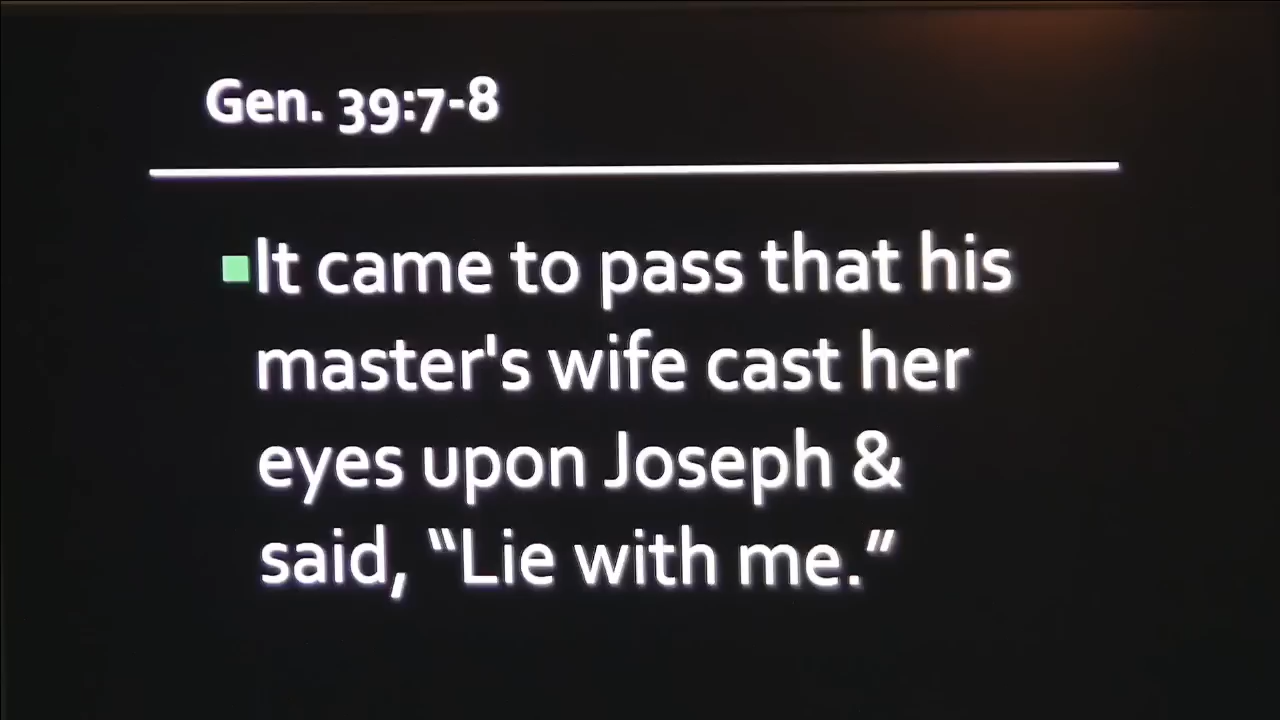 Gen. 39:7-8
It came to pass that his
master's wife cast her
eyes upon Joseph &
said, “Lie with me.”